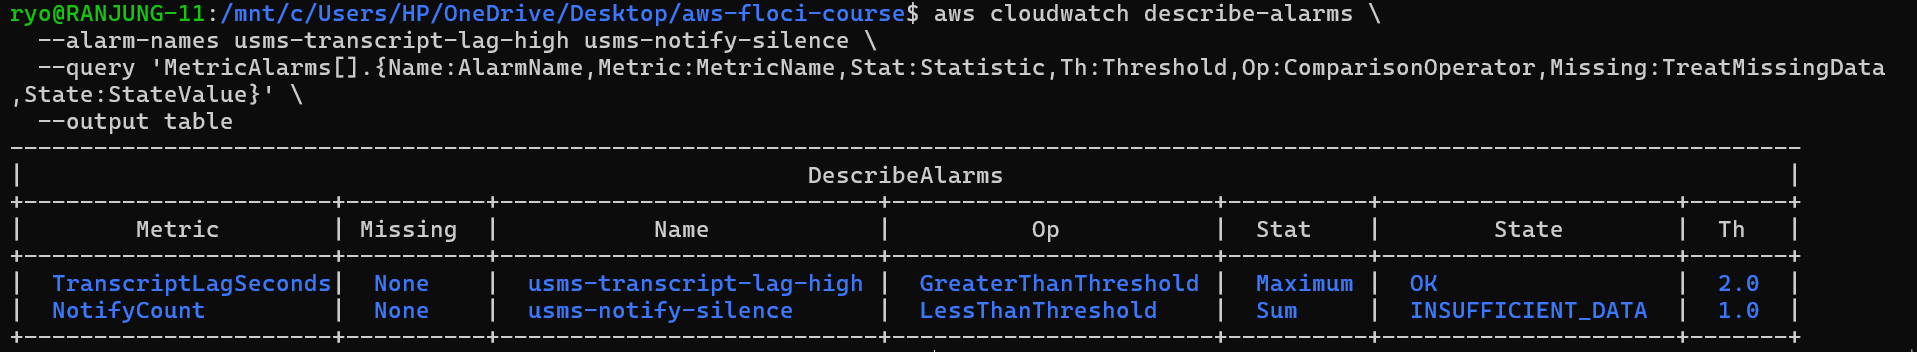 ryo@RANJUNG-11:/mnt/c/Users/HP/OneDrive/Desktop/aws-floci-course$ aws cloudwatch describe-alarms \
  --alarm-names usms-transcript-lag-high usms-notify-silence \
  --query 'MetricAlarms[].{Name:AlarmName,Metric:MetricName,Stat:Statistic,Th:Threshold,Op:ComparisonOperator,Missing:TreatMissingData
,State:StateValue}' \
  --output table
| DescribeAlarms |
| Metric | Missing | Name | Op | Stat | State | Th |
| TranscriptLagSeconds| None | usms-transcript-lag-high | GreaterThanThreshold | Maximum | OK | 2.0 |
| NotifyCount | None | usms-notify-silence | LessThanThreshold | Sum | INSUFFICIENT_DATA | 1.0 |